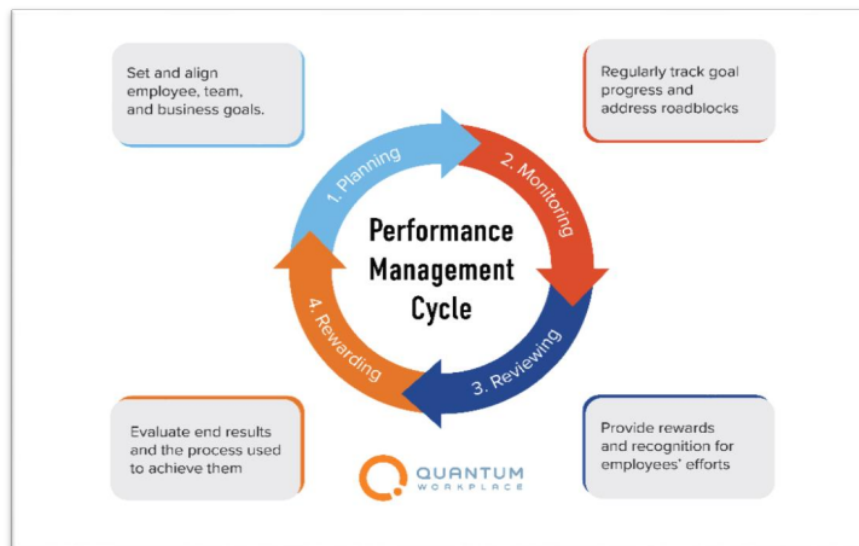 Set and align
employee, team,
and business goals.
Regularly track goal
progress and
address roadblocks
1. Planning
2. Monitoring
Performance
Management
Cycle
4. Rewarding
3. Reviewing
Evaluate end results
and the process used
to achieve them
Provide rewards
and recognition for
employees' efforts
QUANTUM
WORKPLACE